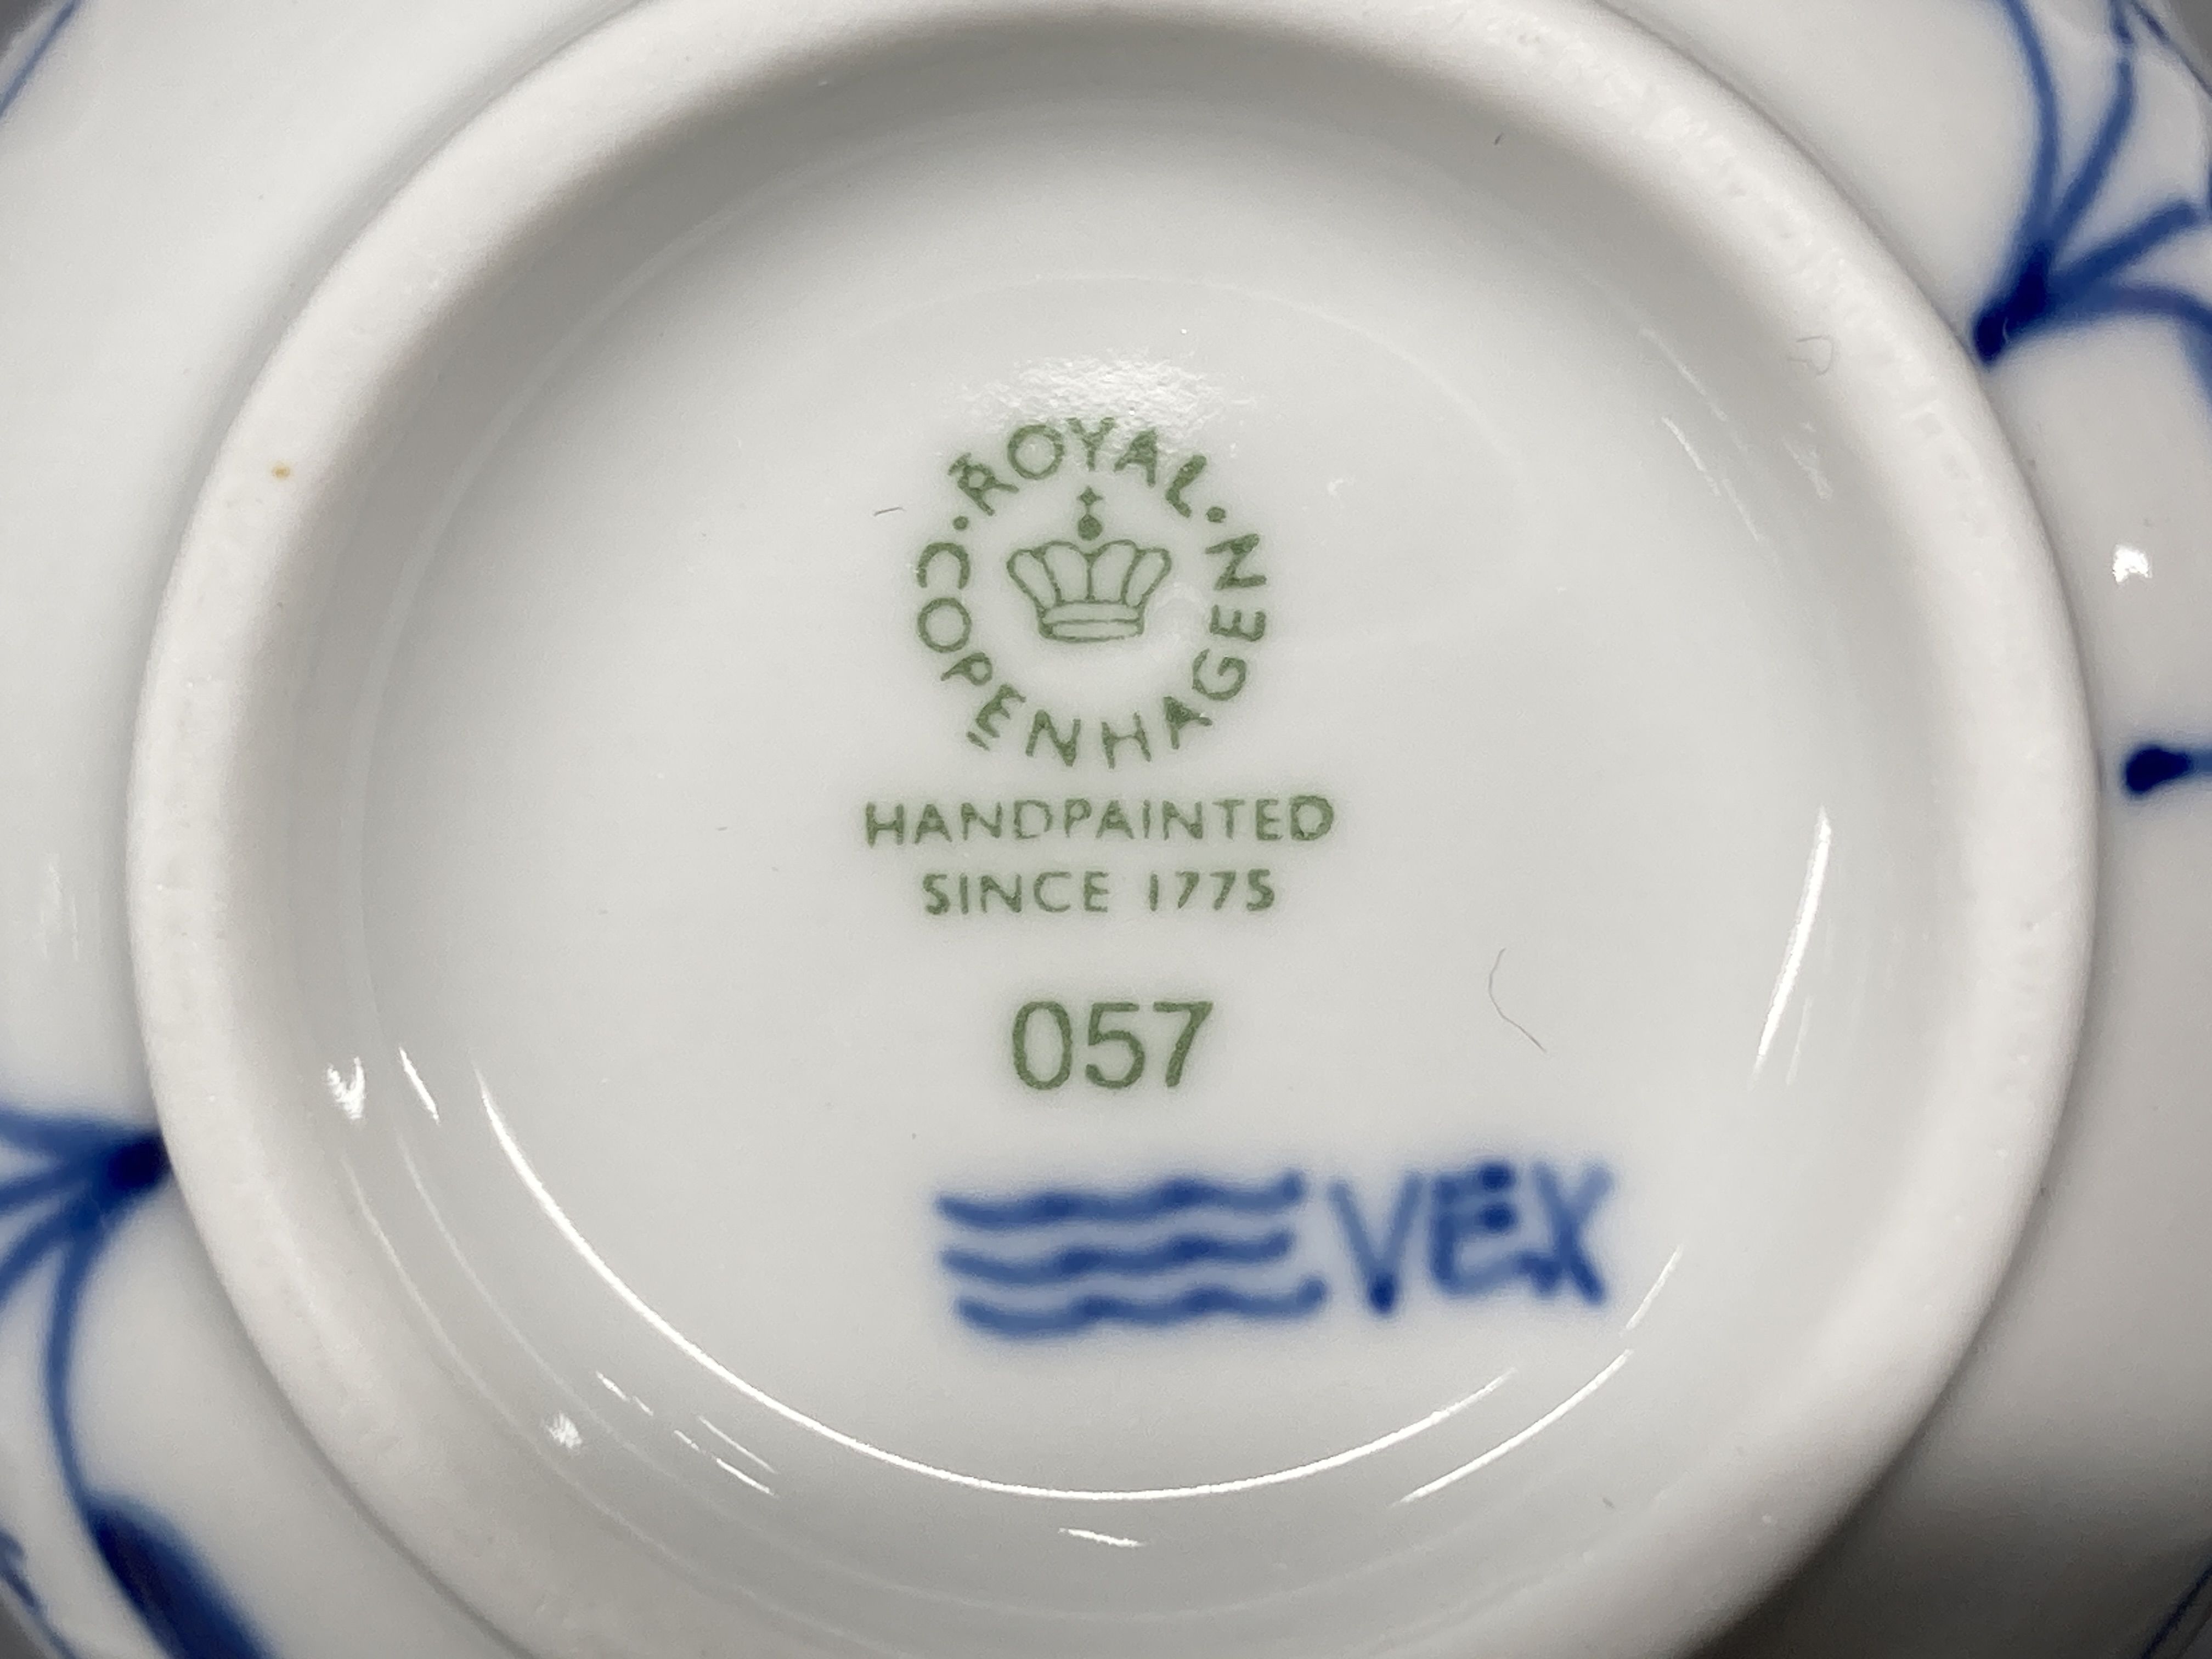 ·ROYAL·
COPENHAGEN
HANDPAINTED
SINCE 1775
057
VEX